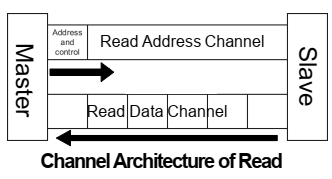 Master
Address
and
control
Read Address Channel
Slave
Read Data Channel
Channel Architecture of Read